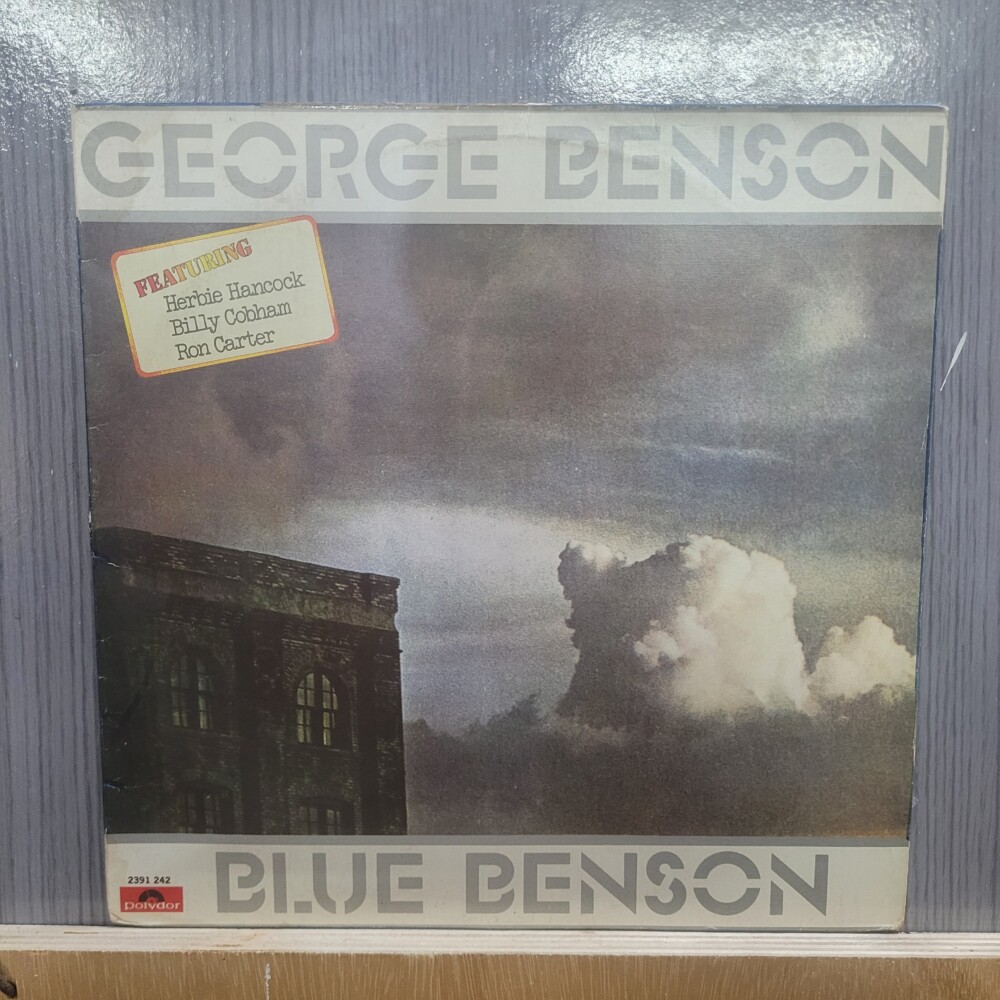 GEORGE BENSON
FEATURING
Herbie Hancock
Billy Cobham
Ron Carter
2391 242
polydor
BLUE BENSON